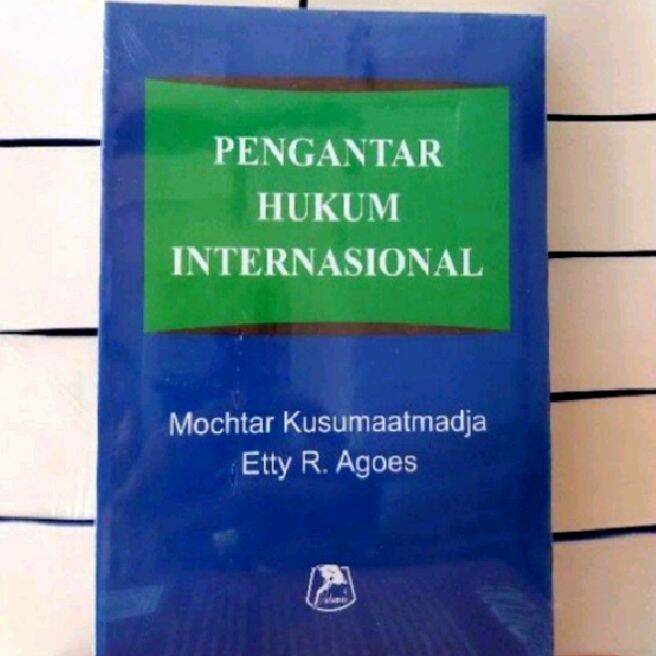 PENGANTAR
HUKUM
INTERNASIONAL
Mochtar Kusumaatmadja
Etty R. Agoes